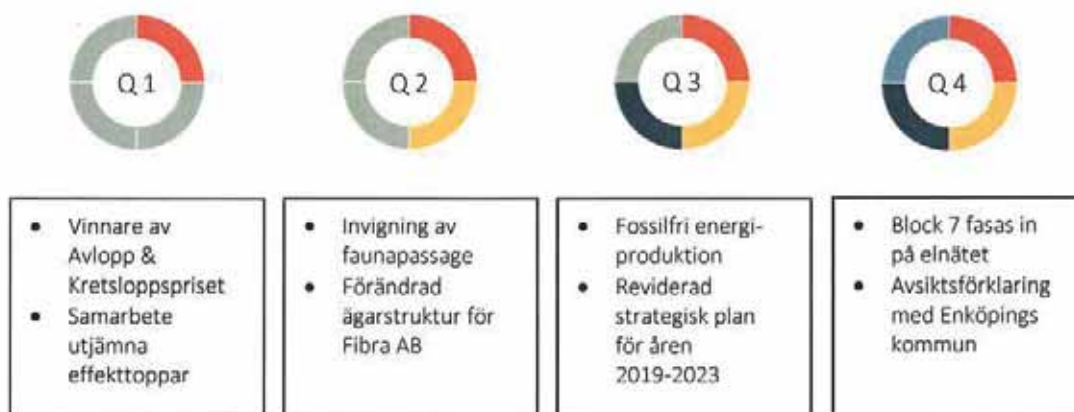 Q 1
Q 2
Q 3
Q 4
• Vinnare av
Avlopp &
Kretsloppspriset
• Samarbete
utjämna
effekttoppar
• Invigning av
faunapassage
• Förändrad
ägarstruktur för
Fibra AB
• Fossilfri energi-
produktion
• Reviderad
strategisk plan
för åren
2019-2023
• Block 7 fasas in
på elnätet
• Avsiktsförklaring
med Enköpings
kommun